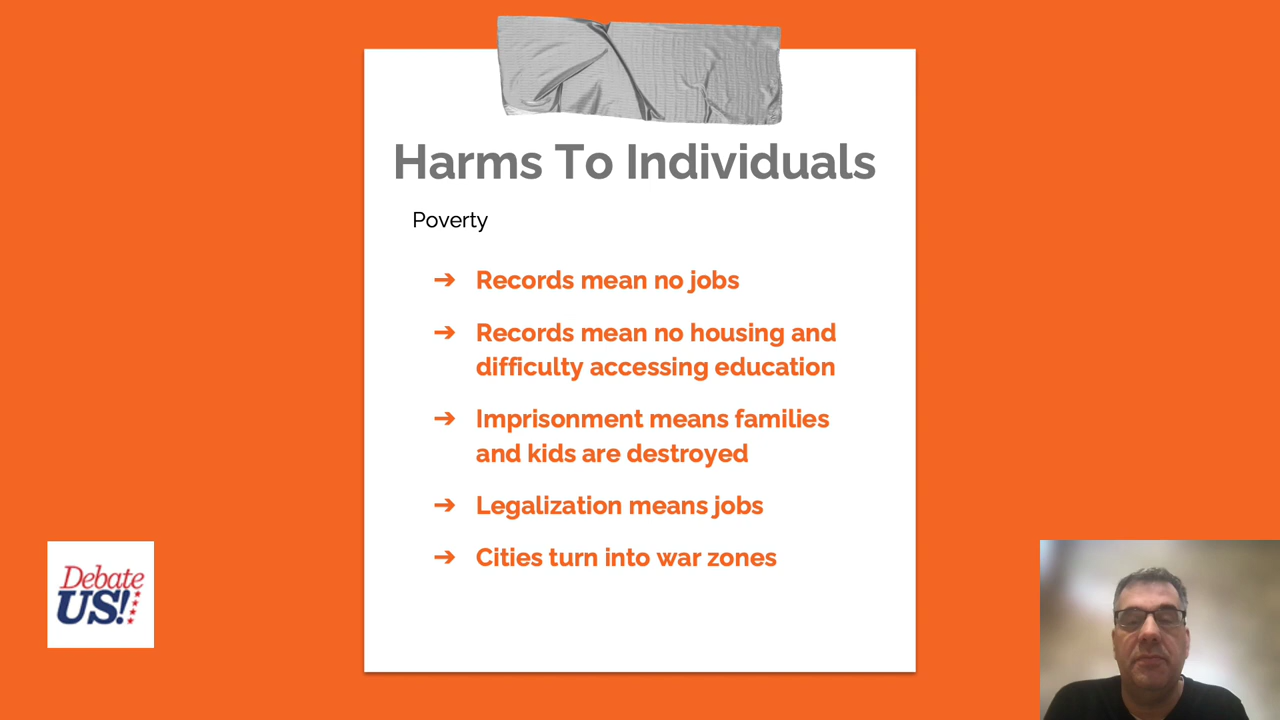 Harms To Individuals
Poverty
➔ Records mean no jobs
➔ Records mean no housing and
difficulty accessing education
➔ Imprisonment means families
and kids are destroyed
➔ Legalization means jobs
➔ Cities turn into war zones
Debate
US!